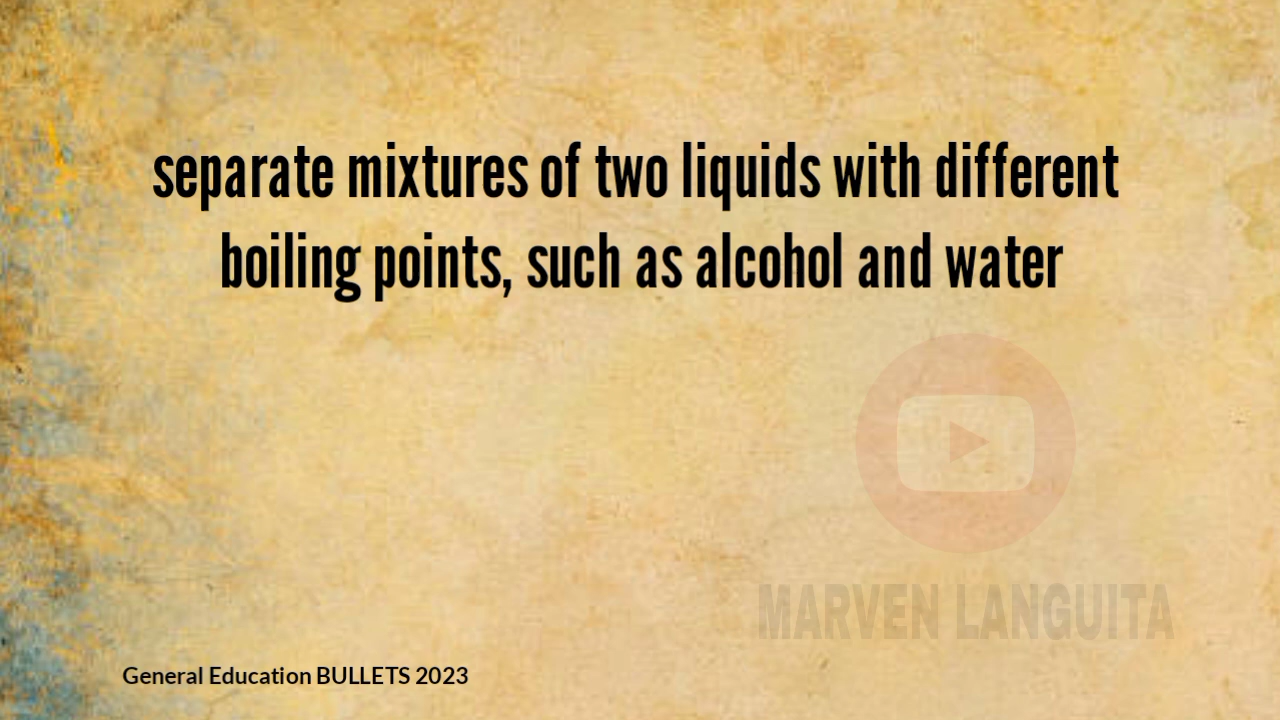 separate mixtures of two liquids with different
boiling points, such as alcohol and water
MARVEN LANGUITA
General Education BULLETS 2023